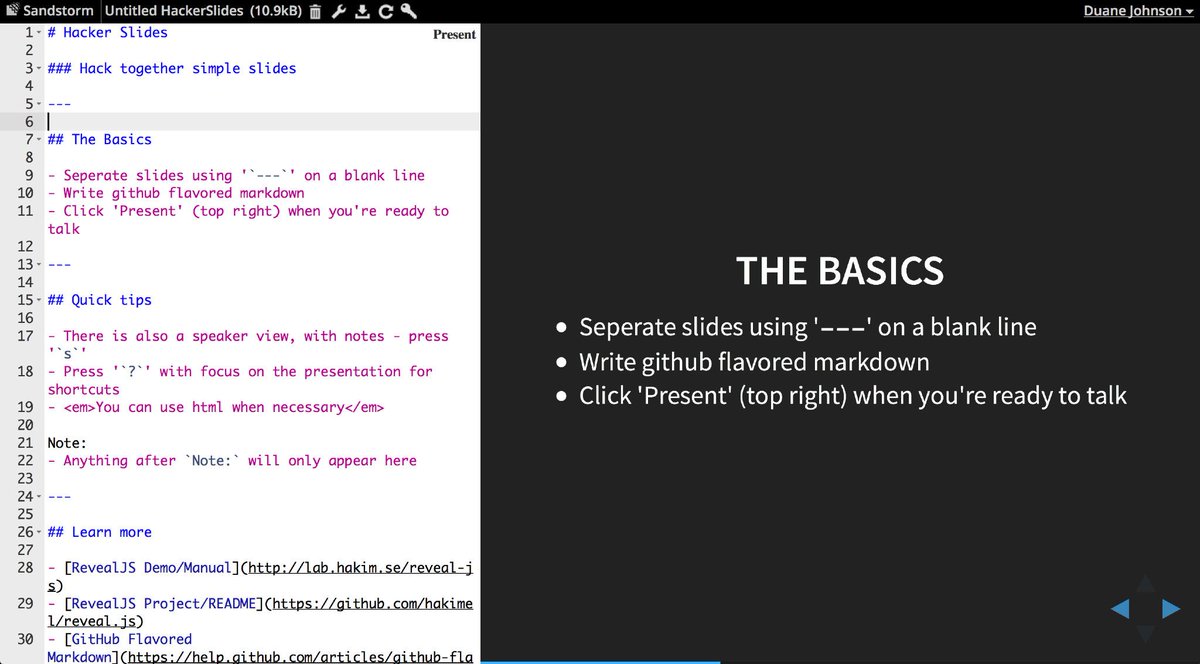 Sandstorm Untitled HackerSlides (10.9kB) Duane Johnson
Present
1 # Hacker Slides
2
3 ### Hack together simple slides
4
5 ---
6
7 ## The Basics
8
9 - Seperate slides using '`---`' on a blank line
10 - Write github flavored markdown
11 - Click 'Present' (top right) when you're ready to
talk
12
13 ---
14
15 ## Quick tips
16
17 - There is also a speaker view, with notes - press
'`s`'
18 - Press '`?`' with focus on the presentation for
shortcuts
19 - <em>You can use html when necessary</em>
20
21 Note:
22 - Anything after `Note:` will only appear here
23
24 ---
25
26 ## Learn more
27
28 - [RevealJS Demo/Manual](http://lab.hakim.se/reveal-j
s)
29 - [RevealJS Project/README](https://github.com/hakime
l/reveal.js)
30 - [GitHub Flavored
Markdown](https://help.github.com/articles/github-fla
THE BASICS
• Seperate slides using '---' on a blank line
• Write github flavored markdown
• Click 'Present' (top right) when you're ready to talk